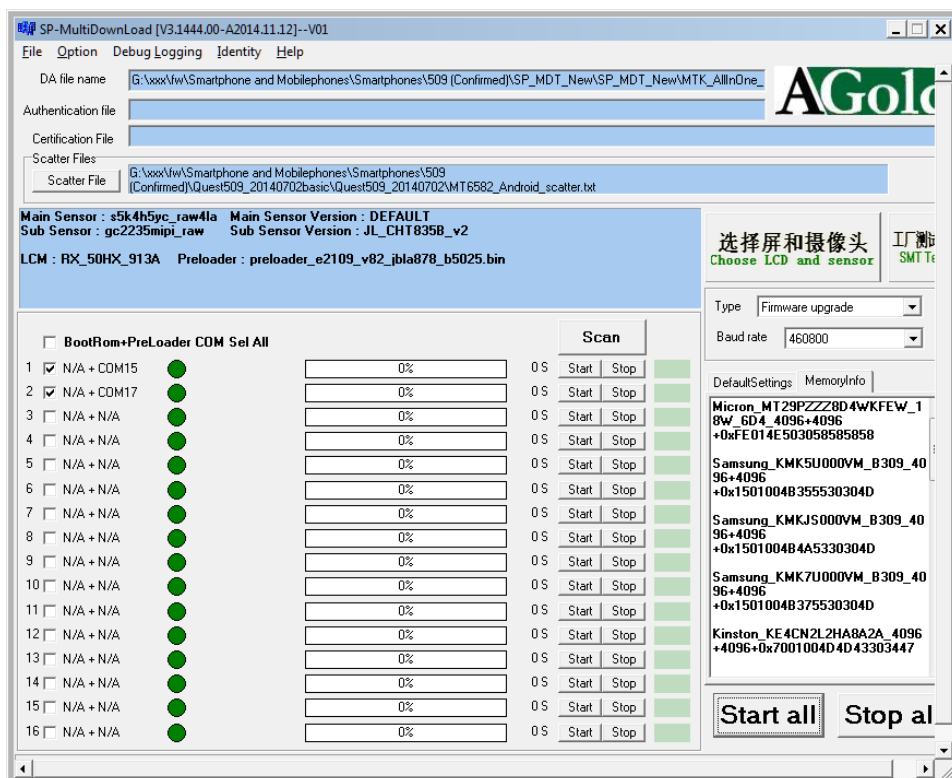 SP-MultiDownLoad [V3.1444.00-A2014.11.12]--V01
File Option Debug Logging Identity Help
DA file name G:\xxx\fw\Smartphone and Mobilephones\Smartphones\509 (Confirmed)\SP_MDT_New\SP_MDT_New\MTK_AllInOne_
AGold
Authentication file
Certification File
Scatter Files
Scatter File
G:\xxx\fw\Smartphone and Mobilephones\Smartphones\509
(Confirmed)\Quest509_20140702basic\Quest509_20140702\MT6582_Android_scatter.txt
Main Sensor : s5k4h5yc_raw4la Main Sensor Version : DEFAULT
Sub Sensor : gc2235mipi_raw Sub Sensor Version : JL_CHT835B_v2
LCM : RX_50HX_913A Preloader : preloader_e2109_v82_jbla878_b5025.bin
选择屏和摄像头
Choose LCD and sensor
工厂测试
SMT Te
Type Firmware upgrade
Baud rate 460800
BootRom+PreLoader COM Sel All
Scan
1 N/A + COM15 0% 0 S Start Stop
2 N/A + COM17 0% 0 S Start Stop
3 N/A + N/A 0% 0 S Start Stop
4 N/A + N/A 0% 0 S Start Stop
5 N/A + N/A 0% 0 S Start Stop
6 N/A + N/A 0% 0 S Start Stop
7 N/A + N/A 0% 0 S Start Stop
8 N/A + N/A 0% 0 S Start Stop
9 N/A + N/A 0% 0 S Start Stop
10 N/A + N/A 0% 0 S Start Stop
11 N/A + N/A 0% 0 S Start Stop
12 N/A + N/A 0% 0 S Start Stop
13 N/A + N/A 0% 0 S Start Stop
14 N/A + N/A 0% 0 S Start Stop
15 N/A + N/A 0% 0 S Start Stop
16 N/A + N/A 0% 0 S Start Stop
DefaultSettings MemoryInfo
Micron_MT29PZZZ8D4WKFEW_1
8W_6D4_4096+4096
+0xFE014E503058585858
Samsung_KMK5U000VM_B309_40
96+4096
+0x1501004B355530304D
Samsung_KMKJS000VM_B309_40
96+4096
+0x1501004B4A5330304D
Samsung_KMK7U000VM_B309_40
96+4096
+0x1501004B375530304D
Kinston_KE4CN2L2HA8A2A_4096
+4096+0x7001004D4D43303447
Start all
Stop al